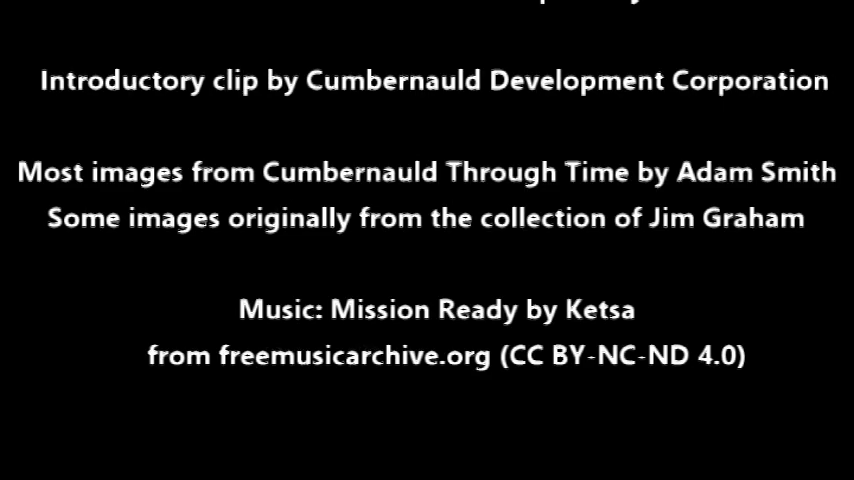 Introductory clip by Cumbernauld Development Corporation
Most images from Cumbernauld Through Time by Adam Smith
Some images originally from the collection of Jim Graham
Music: Mission Ready by Ketsa
from freemusicarchive.org (CC BY-NC-ND 4.0)